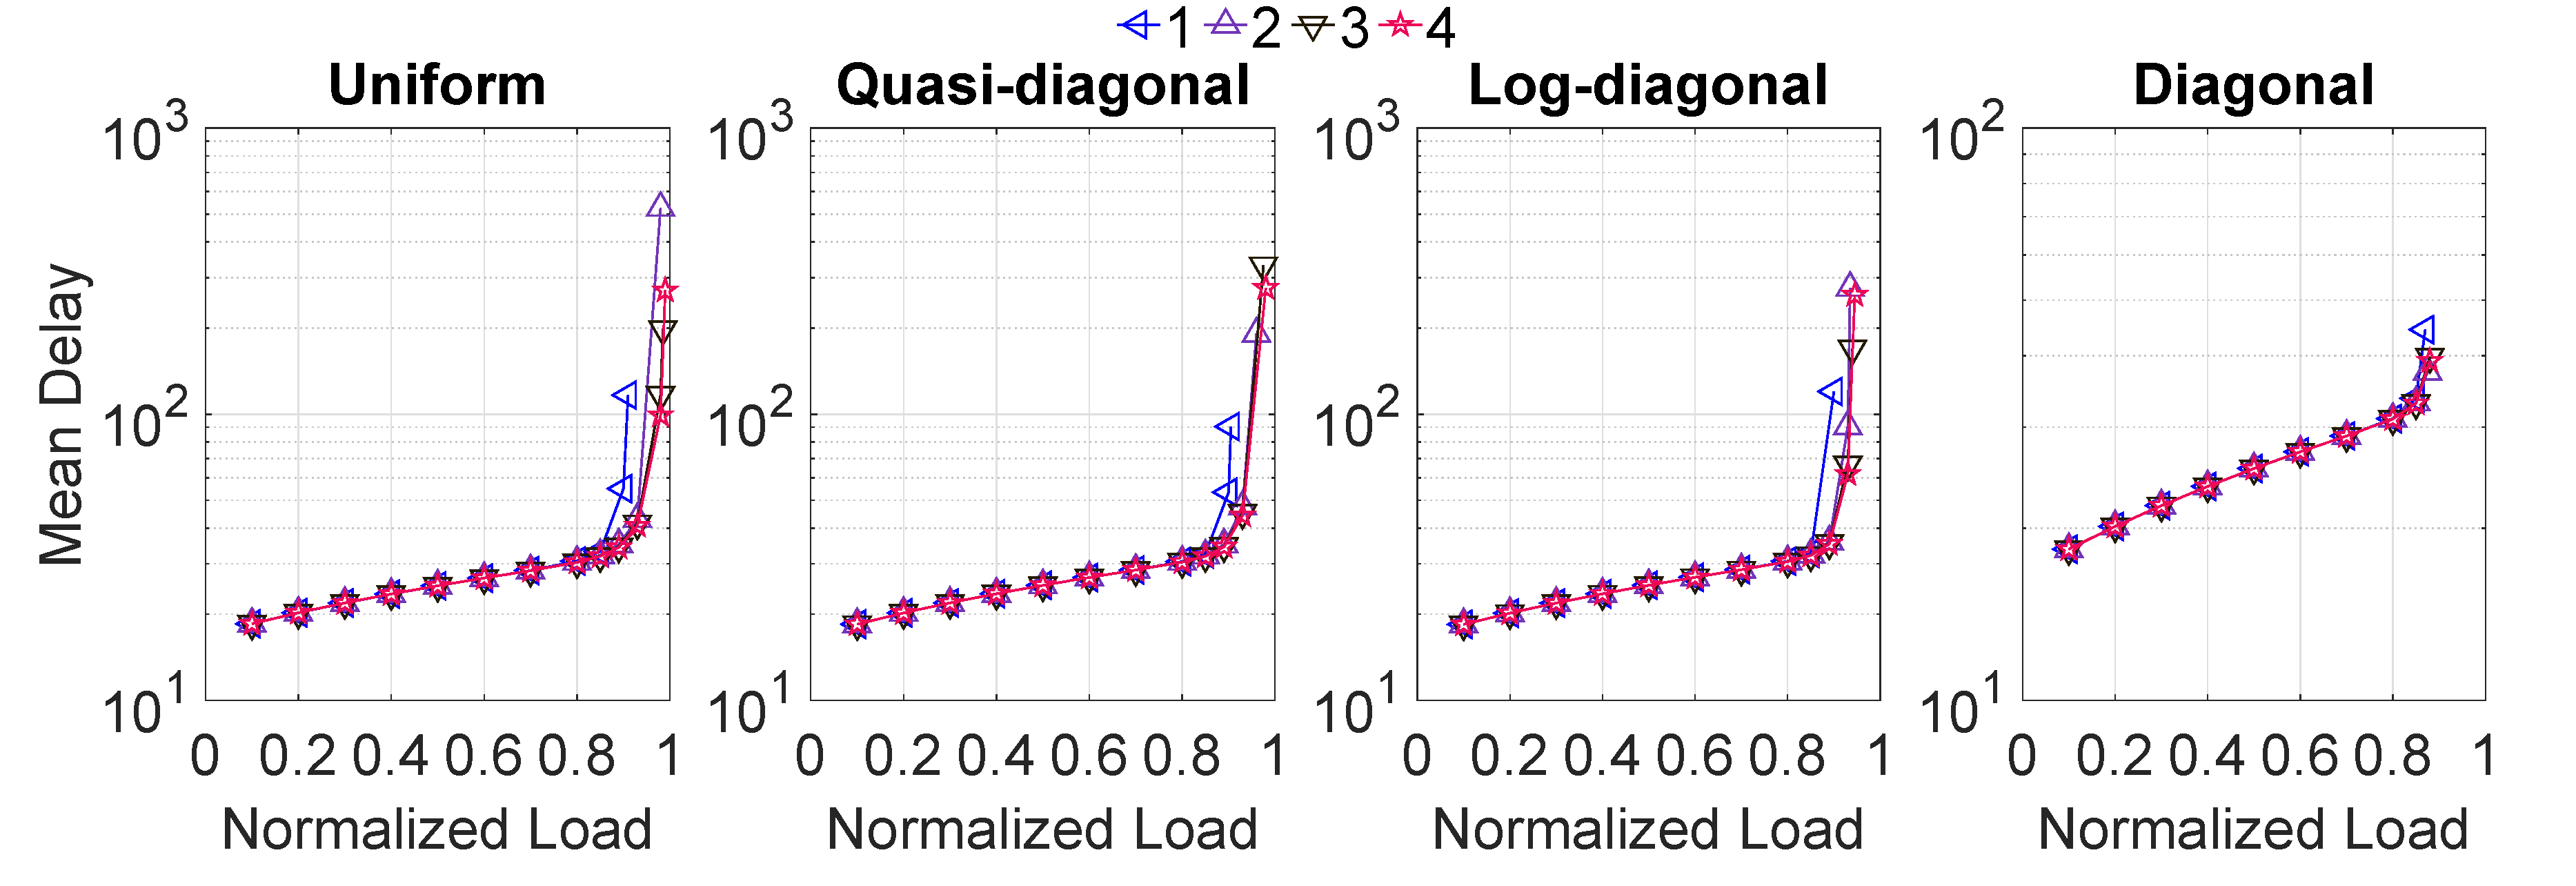 1 2 3 4
Uniform Quasi-diagonal Log-diagonal Diagonal
10^3 10^3 10^3 10^2
Mean Delay
10^2 10^2 10^2
10^1 10^1 10^1 10^1
0 0.2 0.4 0.6 0.8 1 0 0.2 0.4 0.6 0.8 1 0 0.2 0.4 0.6 0.8 1 0 0.2 0.4 0.6 0.8 1
Normalized Load Normalized Load Normalized Load Normalized Load